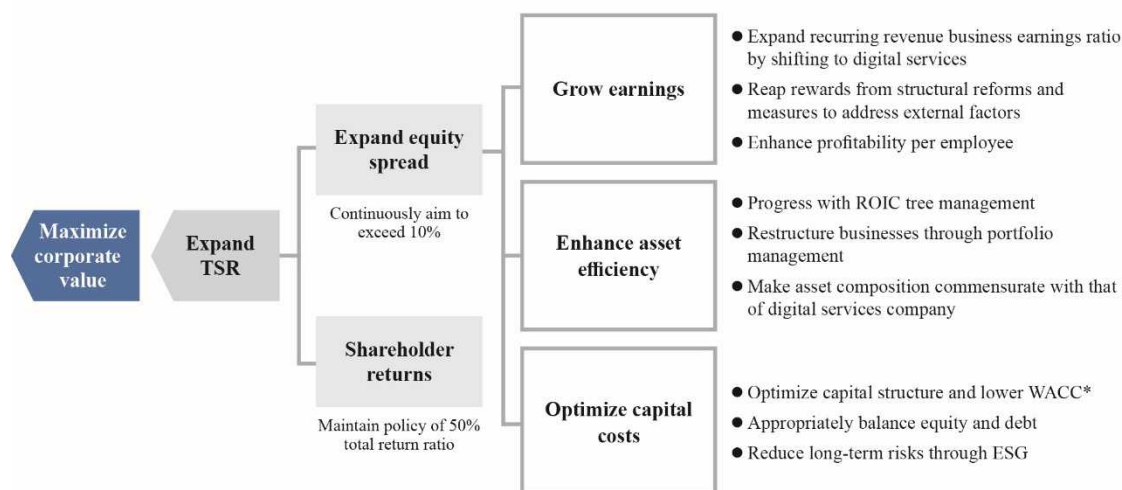 Maximize
corporate
value
Expand
TSR
Expand equity
spread
Continuously aim to
exceed 10%
Shareholder
returns
Maintain policy of 50%
total return ratio
Grow earnings
● Expand recurring revenue business earnings ratio
by shifting to digital services
● Reap rewards from structural reforms and
measures to address external factors
● Enhance profitability per employee
Enhance asset
efficiency
● Progress with ROIC tree management
● Restructure businesses through portfolio
management
● Make asset composition commensurate with that
of digital services company
Optimize capital
costs
● Optimize capital structure and lower WACC*
● Appropriately balance equity and debt
● Reduce long-term risks through ESG